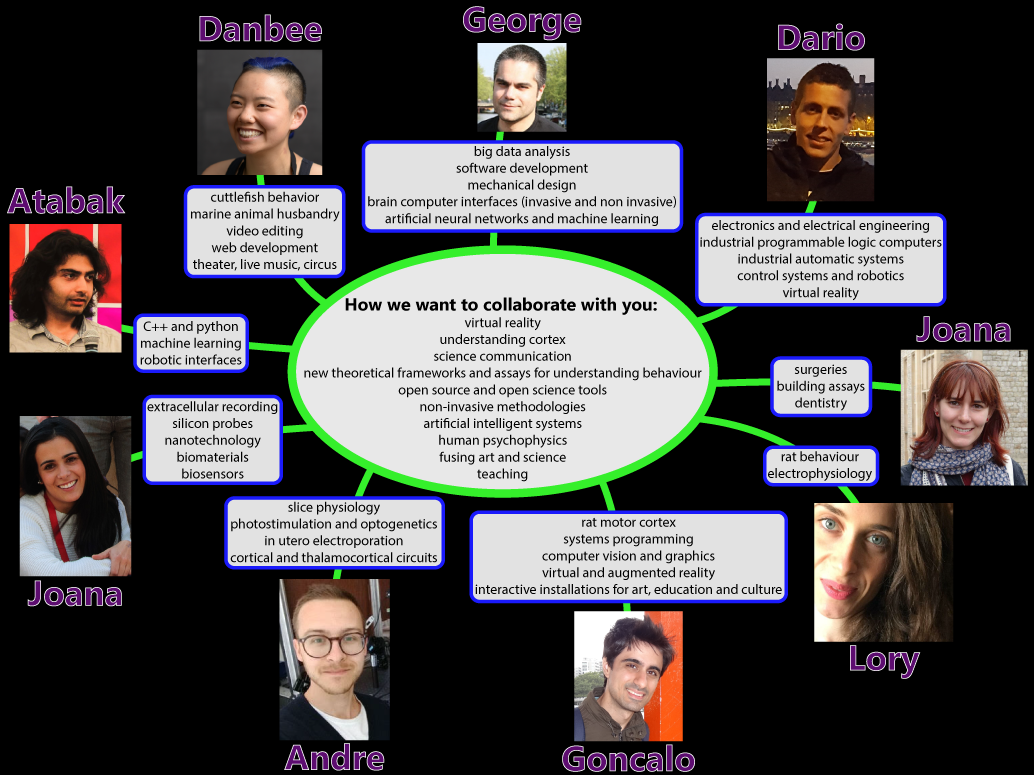 Danbee
George
Dario
big data analysis
software development
mechanical design
brain computer interfaces (invasive and non invasive)
artificial neural networks and machine learning
Atabak
cuttlefish behavior
marine animal husbandry
video editing
web development
theater, live music, circus
electronics and electrical engineering
industrial programmable logic computers
industrial automatic systems
control systems and robotics
virtual reality
C++ and python
machine learning
robotic interfaces
How we want to collaborate with you:
virtual reality
understanding cortex
science communication
new theoretical frameworks and assays for understanding behaviour
open source and open science tools
non-invasive methodologies
artificial intelligent systems
human psychophysics
fusing art and science
teaching
Joana
surgeries
building assays
dentistry
extracellular recording
silicon probes
nanotechnology
biomaterials
biosensors
Joana
rat behaviour
electrophysiology
Lory
slice physiology
photostimulation and optogenetics
in utero electroporation
cortical and thalamocortical circuits
Andre
rat motor cortex
systems programming
computer vision and graphics
virtual and augmented reality
interactive installations for art, education and culture
Goncalo